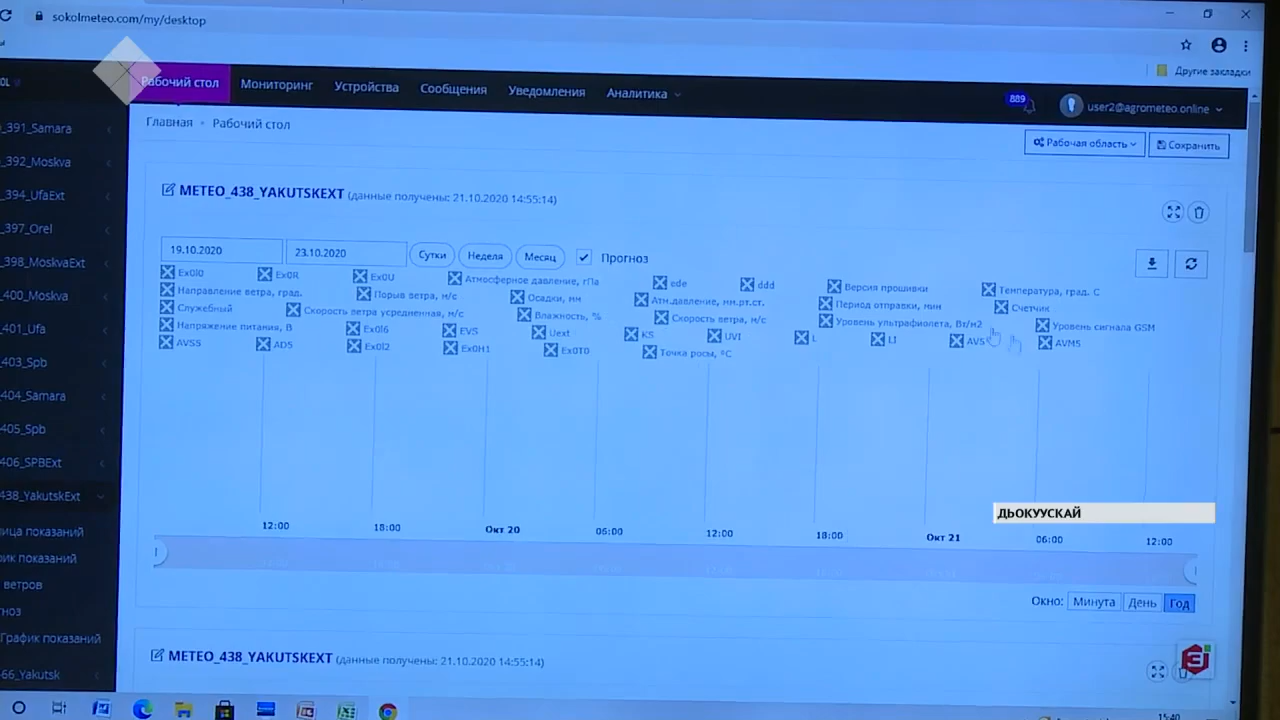 sokolmeteo.com/my/desktop
Другие закладки
Рабочий стол Мониторинг Устройства Сообщения Уведомления Аналитика
889 user2@agrometeo.online
Главная • Рабочий стол
Рабочая область Сохранить
_391_Samara
_392_Moskva
_394_UfaExt
_397_Orel
_398_MoskvaExt
_400_Moskva
_401_Ufa
_403_Spb
_404_Samara
405_Spb
406_SPBExt
438_YakutskExt
ица показаний
ик показаний
ветров
ноз
График показаний
66_Yakutsk
METEO_438_YAKUTSKEXT (данные получены: 21.10.2020 14:55:14)
19.10.2020 23.10.2020 Сутки Неделя Месяц Прогноз
Ex0I0 Ex0R Ex0U Атмосферное давление, гПа ede ddd Версия прошивки Температура, град. С
Направление ветра, град. Порыв ветра, м/с Осадки, мм Атм.давление, мм.рт.ст. Период отправки, мин Счетчик
Служебный Скорость ветра усредненная, м/с Влажность, % Скорость ветра, м/с Уровень ультрафиолета, Вт/м2 Уровень сигнала GSM
Напряжение питания, В Ex0I6 EVS Uext KS UVI L LI AVS AVMS
AVSS ADS Ex0I2 Ex0H1 Ex0T0 Точка росы, °С
12:00 18:00 Окт 20 06:00 12:00 18:00 Окт 21 06:00 12:00
ДЬОКУУСКАЙ
Окно: Минута День Год
METEO_438_YAKUTSKEXT (данные получены: 21.10.2020 14:55:14)
15:40